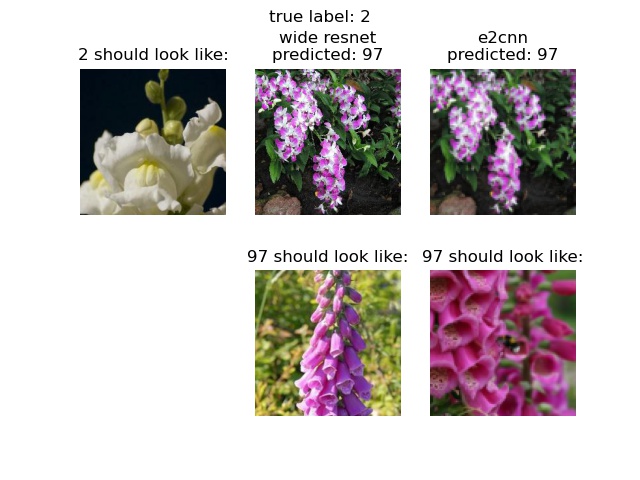 true label: 2
2 should look like:
wide resnet
predicted: 97
e2cnn
predicted: 97
97 should look like:
97 should look like: